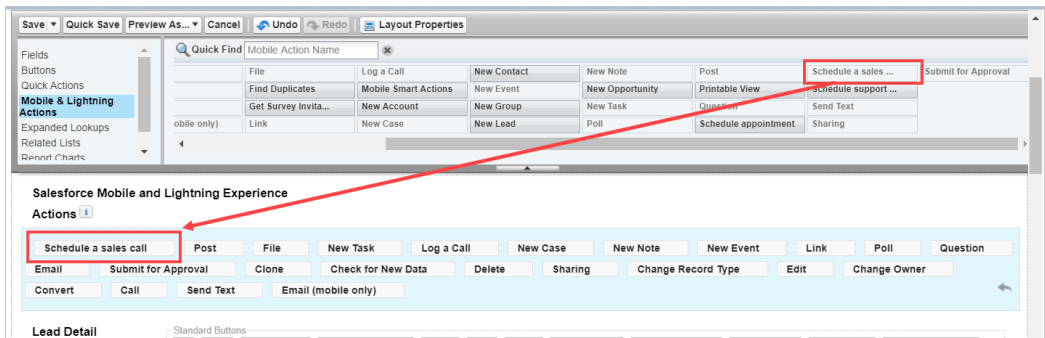 Save Quick Save Preview As... Cancel Undo Redo Layout Properties
Fields
Buttons
Quick Actions
Mobile & Lightning
Actions
Expanded Lookups
Related Lists
Report Charts
Quick Find Mobile Action Name
File Log a Call New Contact New Note Post Schedule a sales ... Submit for Approval
Find Duplicates Mobile Smart Actions New Event New Opportunity Printable View Schedule support ...
Get Survey Invita... New Account New Group New Task Question Send Text
obile only) Link New Case New Lead Poll Schedule appointment Sharing
Salesforce Mobile and Lightning Experience
Actions i
Schedule a sales call Post File New Task Log a Call New Case New Note New Event Link Poll Question
Email Submit for Approval Clone Check for New Data Delete Sharing Change Record Type Edit Change Owner
Convert Call Send Text Email (mobile only)
Lead Detail Standard Buttons